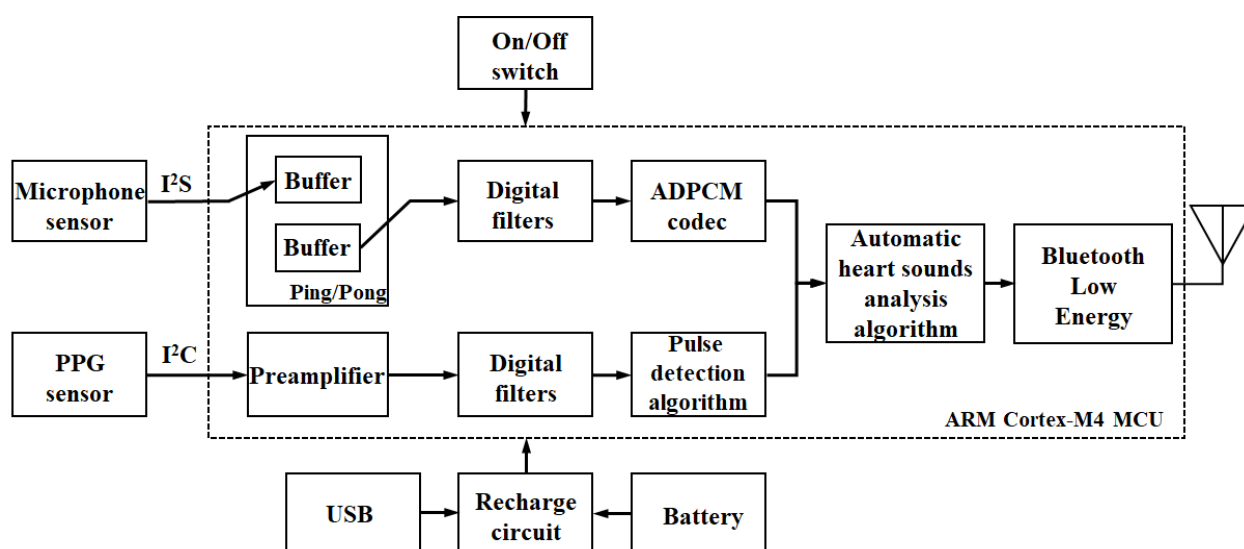 On/Off
switch
Microphone
sensor
I²S
Buffer
Buffer
Ping/Pong
Digital
filters
ADPCM
codec
Automatic
heart sounds
analysis
algorithm
Bluetooth
Low
Energy
PPG
sensor
I²C
Preamplifier
Digital
filters
Pulse
detection
algorithm
ARM Cortex-M4 MCU
USB
Recharge
circuit
Battery